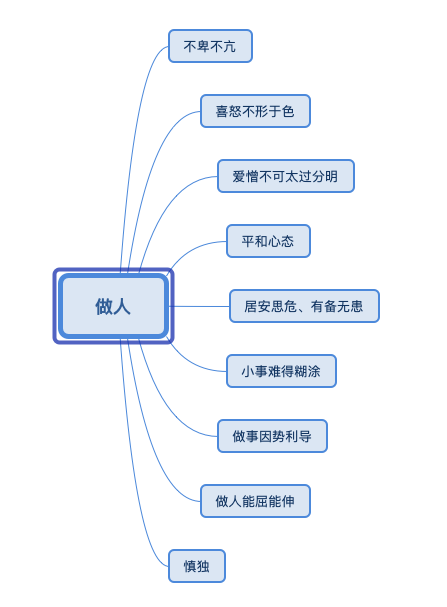 不卑不亢
喜怒不形于色
爱憎不可太过分明
平和心态
做人
居安思危、有备无患
小事难得糊涂
做事因势利导
做人能屈能伸
慎独